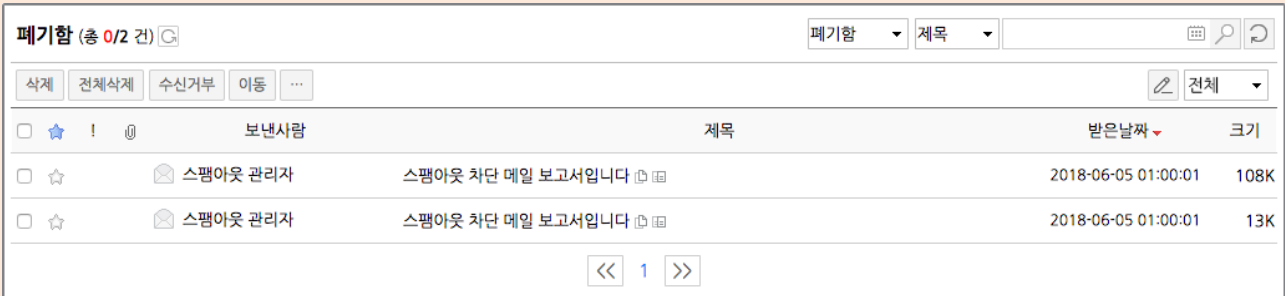 폐기함 (총 0/2 건) 폐기함 제목
삭제 전체삭제 수신거부 이동 ··· 전체
! 보낸사람 제목 받은날짜 크기
스팸아웃 관리자 스팸아웃 차단 메일 보고서입니다 2018-06-05 01:00:01 108K
스팸아웃 관리자 스팸아웃 차단 메일 보고서입니다 2018-06-05 01:00:01 13K
1